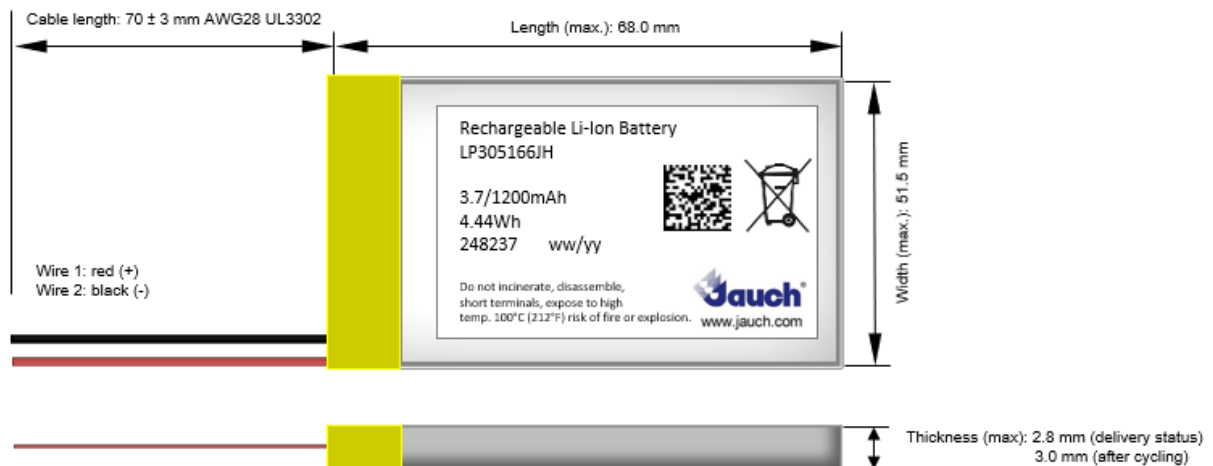 Cable length: 70 ± 3 mm AWG28 UL3302
Length (max.): 68.0 mm
Rechargeable Li-Ion Battery
LP305166JH
3.7/1200mAh
4.44Wh
248237 ww/yy
Width (max.): 51.5 mm
Wire 1: red (+)
Wire 2: black (-)
Do not incinerate, disassemble,
short terminals, expose to high
temp. 100°C (212°F) risk of fire or explosion.
Jauch®
www.jauch.com
Thickness (max): 2.8 mm (delivery status)
3.0 mm (after cycling)